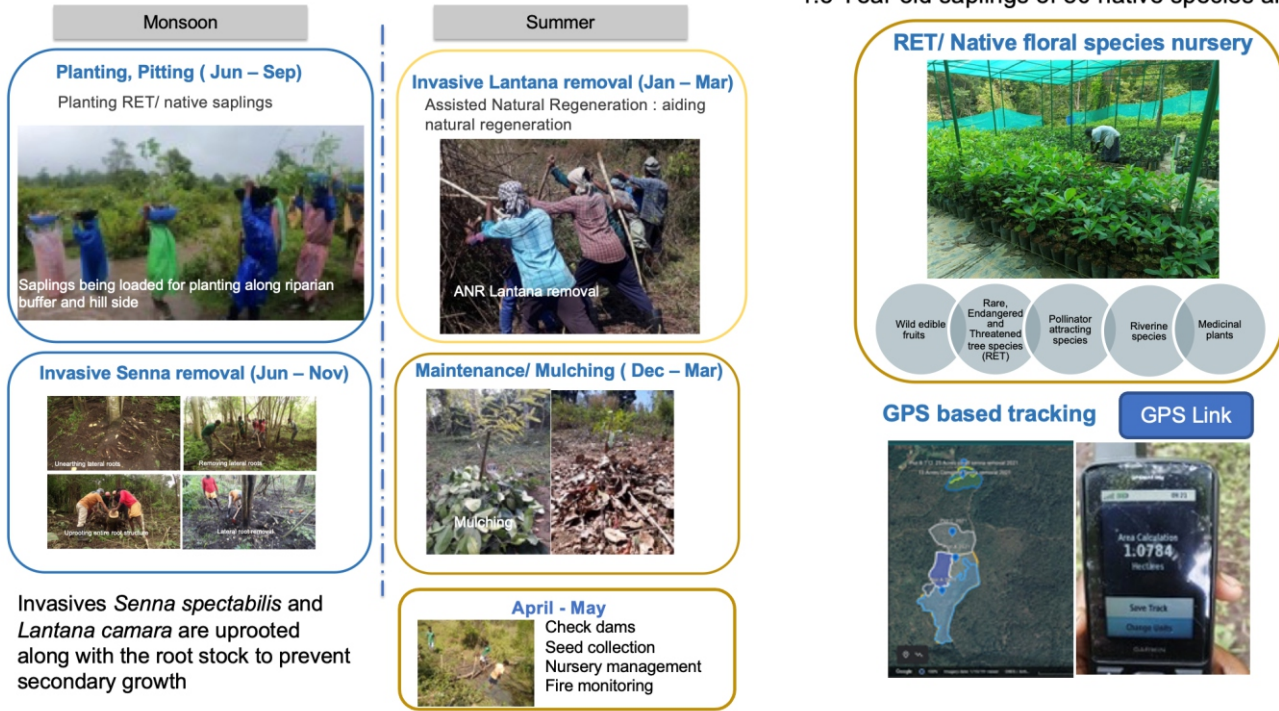 Monsoon
Summer
Planting, Pitting ( Jun – Sep)
Planting RET/ native saplings
Saplings being loaded for planting along riparian
buffer and hill side
Invasive Senna removal (Jun – Nov)
Unearthing lateral roots
Removing lateral roots
Uprooting entire root structure
Lateral root removal
Invasives Senna spectabilis and
Lantana camara are uprooted
along with the root stock to prevent
secondary growth
Invasive Lantana removal (Jan – Mar)
Assisted Natural Regeneration : aiding
natural regeneration
ANR Lantana removal
Maintenance/ Mulching ( Dec – Mar)
Mulching
April - May
Check dams
Seed collection
Nursery management
Fire monitoring
RET/ Native floral species nursery
Wild edible
fruits
Rare,
Endangered
and
Threatened
tree species
(RET)
Pollinator
attracting
species
Riverine
species
Medicinal
plants
GPS based tracking
GPS Link
Google
09:21
Area Calculation
1.0784
Hectares
Save Track
Change Units
GARMIN